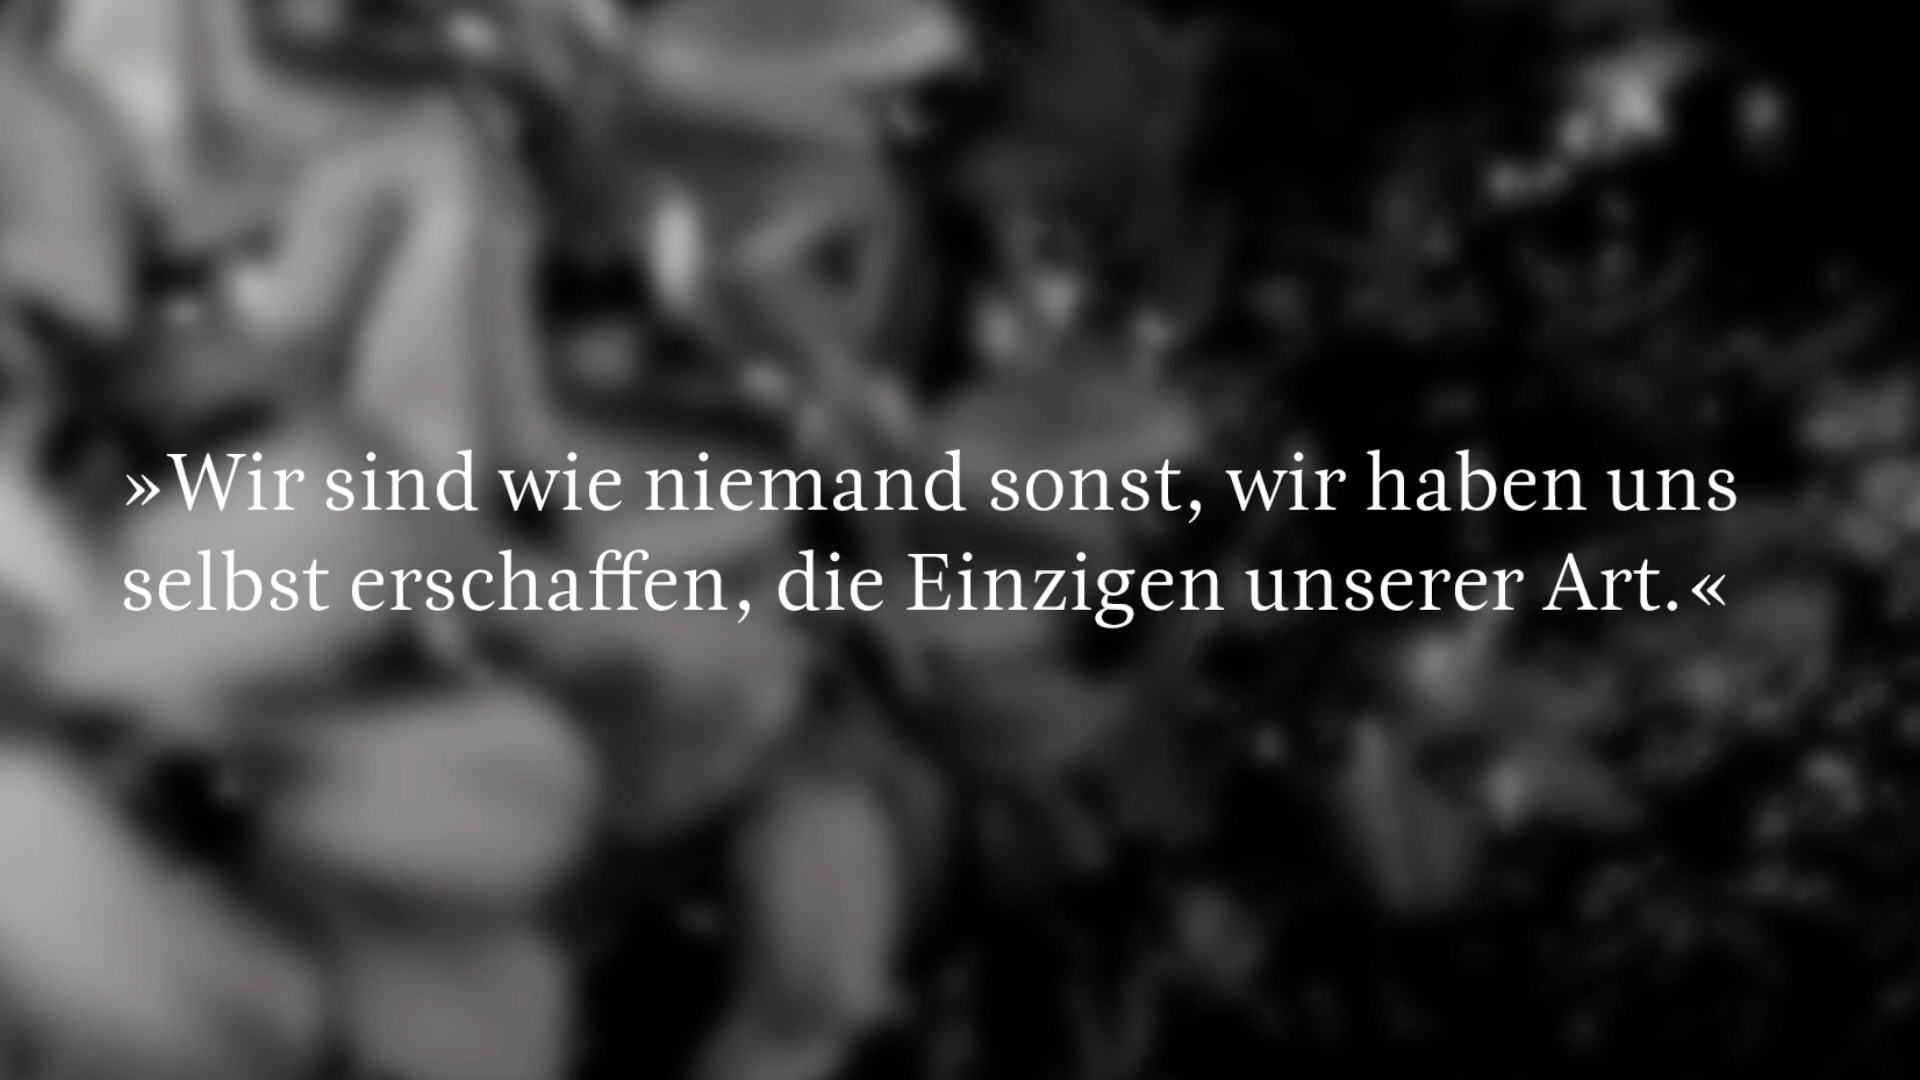 »Wir sind wie niemand sonst, wir haben uns
selbst erschaffen, die Einzigen unserer Art.«